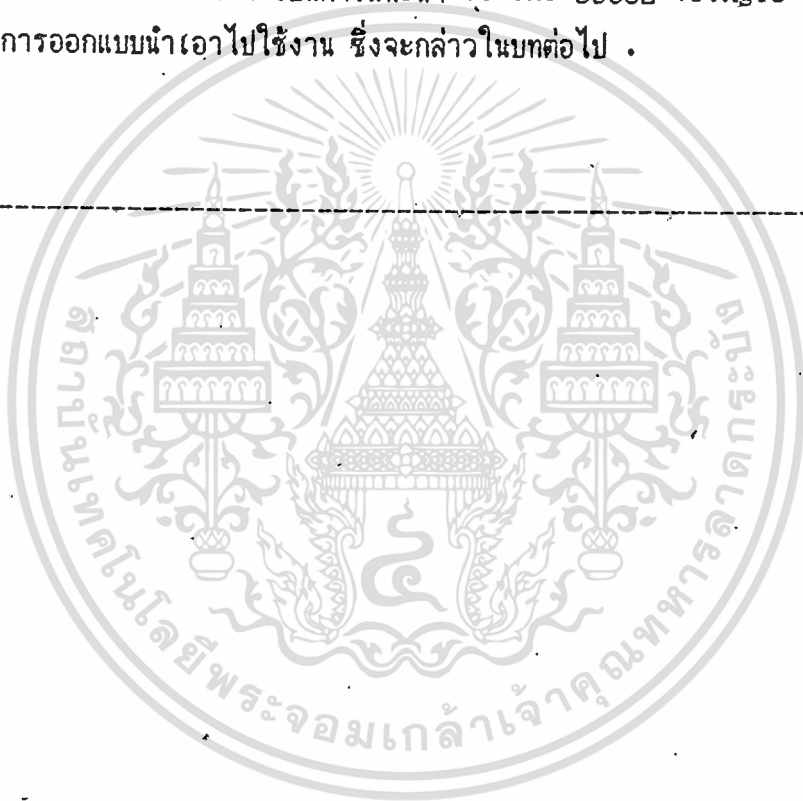 การออกแบบนำเอาไปใช้งาน ซึ่งจะกล่าวในบทต่อไป .
สถาบันเทคโนโลยีพระจอมเกล้าเจ้าคุณทหารลาดกระบัง
๔